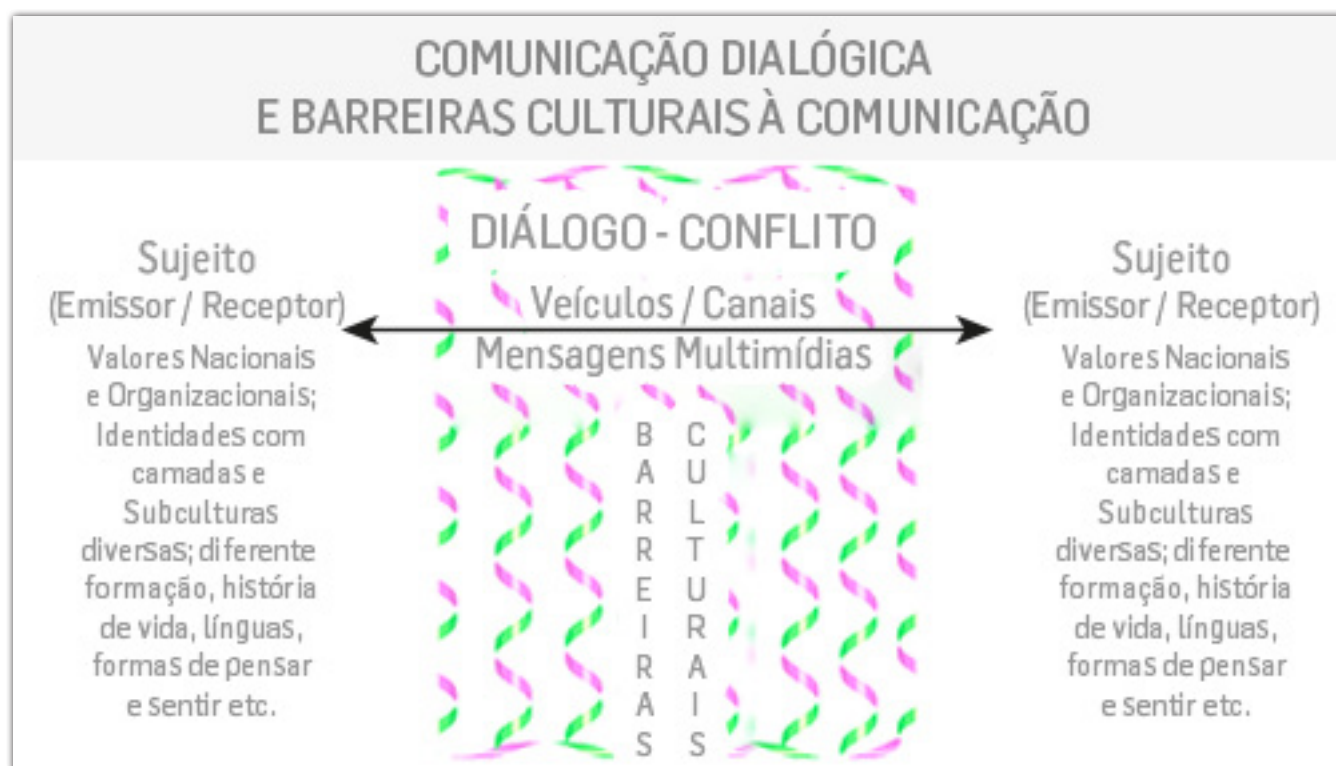 COMUNICAÇÃO DIALÓGICA
E BARREIRAS CULTURAIS À COMUNICAÇÃO
Sujeito
(Emissor / Receptor)
Valores Nacionais
e Organizacionais;
Identidades com
camadas e
Subculturas
diversas; diferente
formação, história
de vida, línguas,
formas de pensar
e sentir etc.
DIÁLOGO - CONFLITO
Veículos / Canais
Mensagens Multimídias
BARREIRAS
CULTURAIS
Sujeito
(Emissor / Receptor)
Valores Nacionais
e Organizacionais;
Identidades com
camadas e
Subculturas
diversas; diferente
formação, história
de vida, línguas,
formas de pensar
e sentir etc.